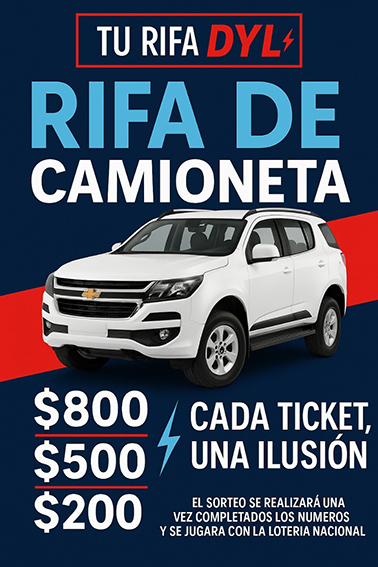 TU RIFA DYL
RIFA DE
CAMIONETA
$800
$500
$200
CADA TICKET,
UNA ILUSIÓN
EL SORTEO SE REALIZARÁ UNA
VEZ COMPLETADOS LOS NUMEROS
Y SE JUGARA CON LA LOTERIA NACIONAL